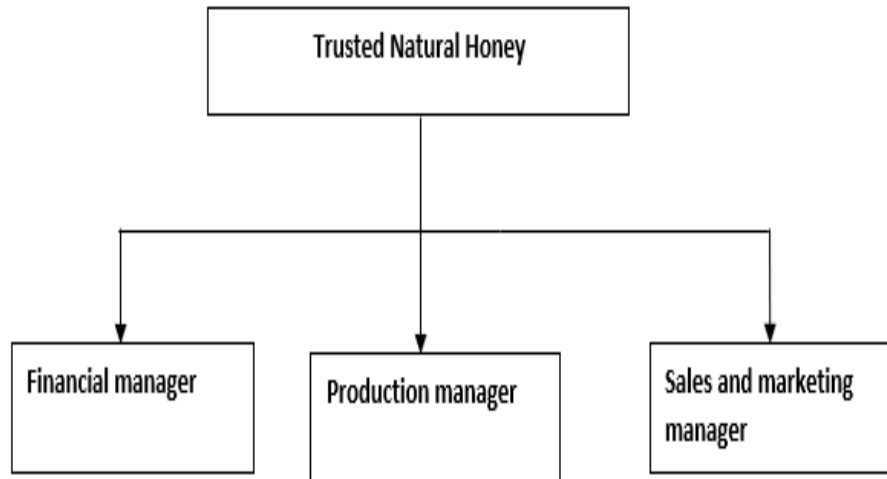 Trusted Natural Honey
Financial manager
Production manager
Sales and marketing
manager